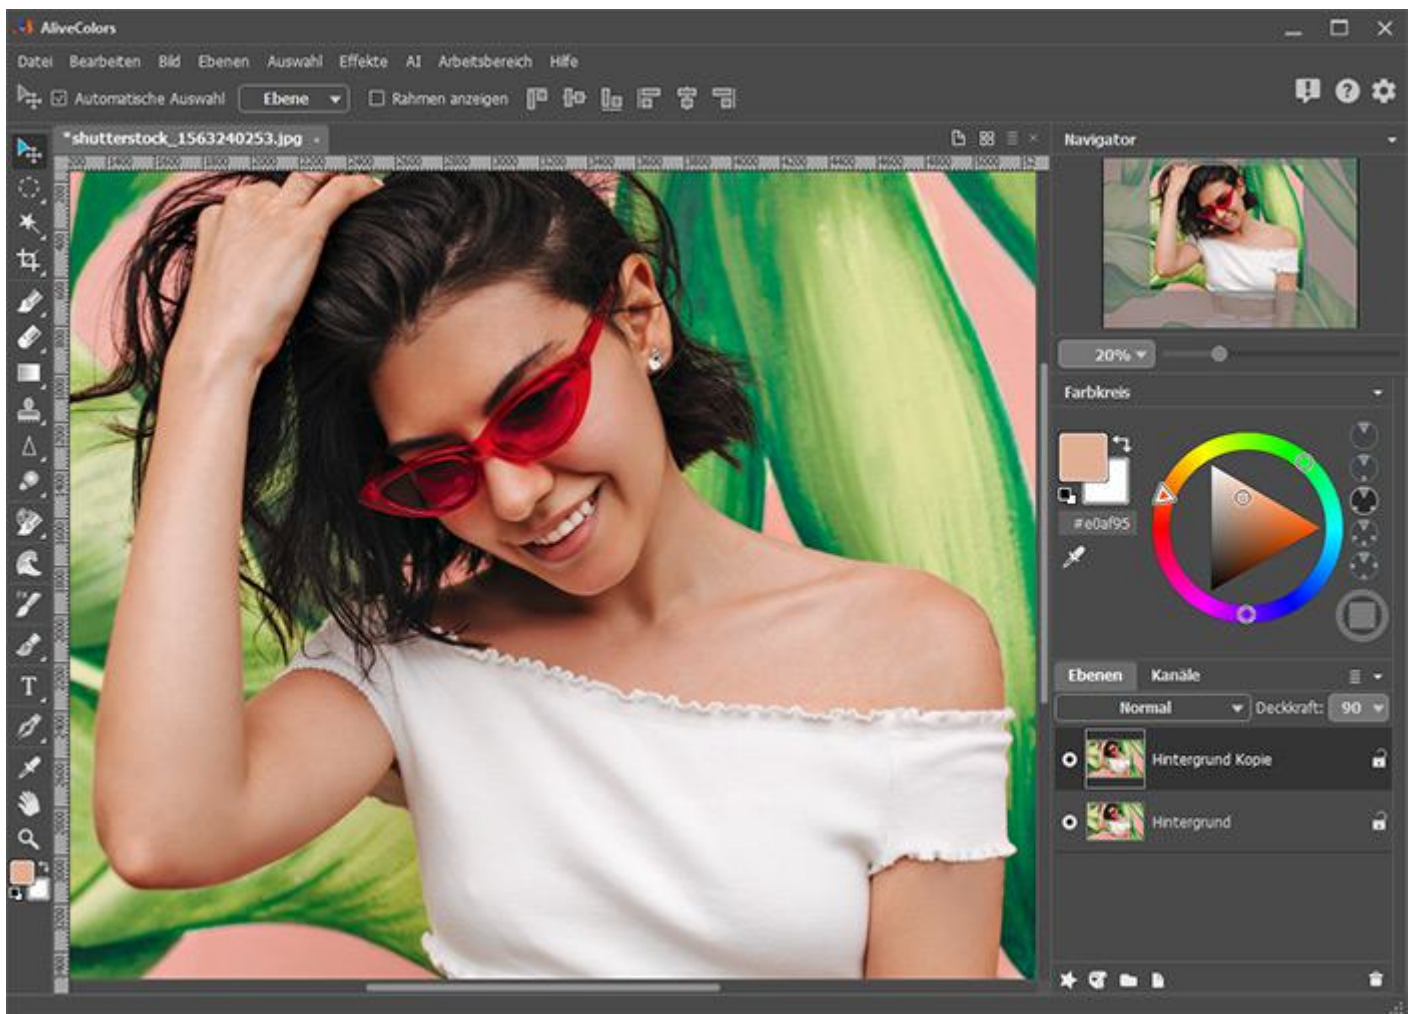 AliveColors
Datei Bearbeiten Bild Ebenen Auswahl Effekte AI Arbeitsbereich Hilfe
Automatische Auswahl Ebene Rahmen anzeigen
*shutterstock_1563240253.jpg
Navigator
20%
Farbkreis
#e0af95
Ebenen Kanäle
Normal Deckkraft: 90
Hintergrund Kopie
Hintergrund